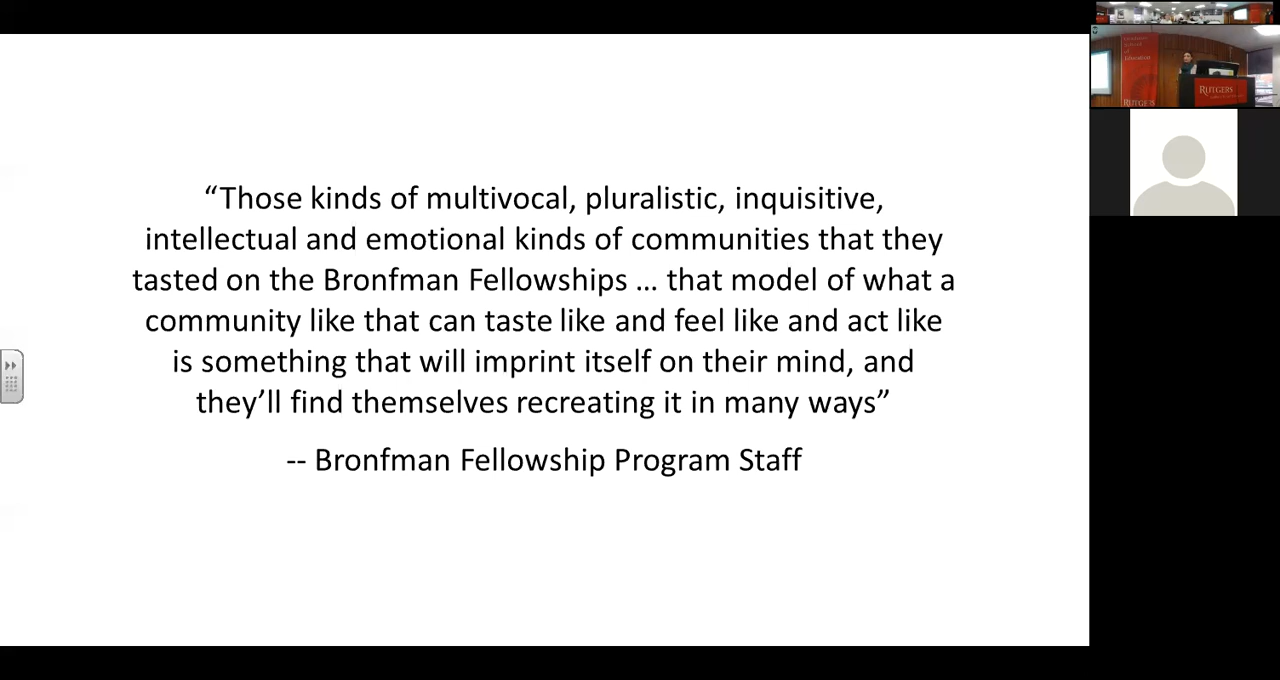 “Those kinds of multivocal, pluralistic, inquisitive,
intellectual and emotional kinds of communities that they
tasted on the Bronfman Fellowships ... that model of what a
community like that can taste like and feel like and act like
is something that will imprint itself on their mind, and
they’ll find themselves recreating it in many ways”
-- Bronfman Fellowship Program Staff
of
Education
RUTGERS
RUTGERS